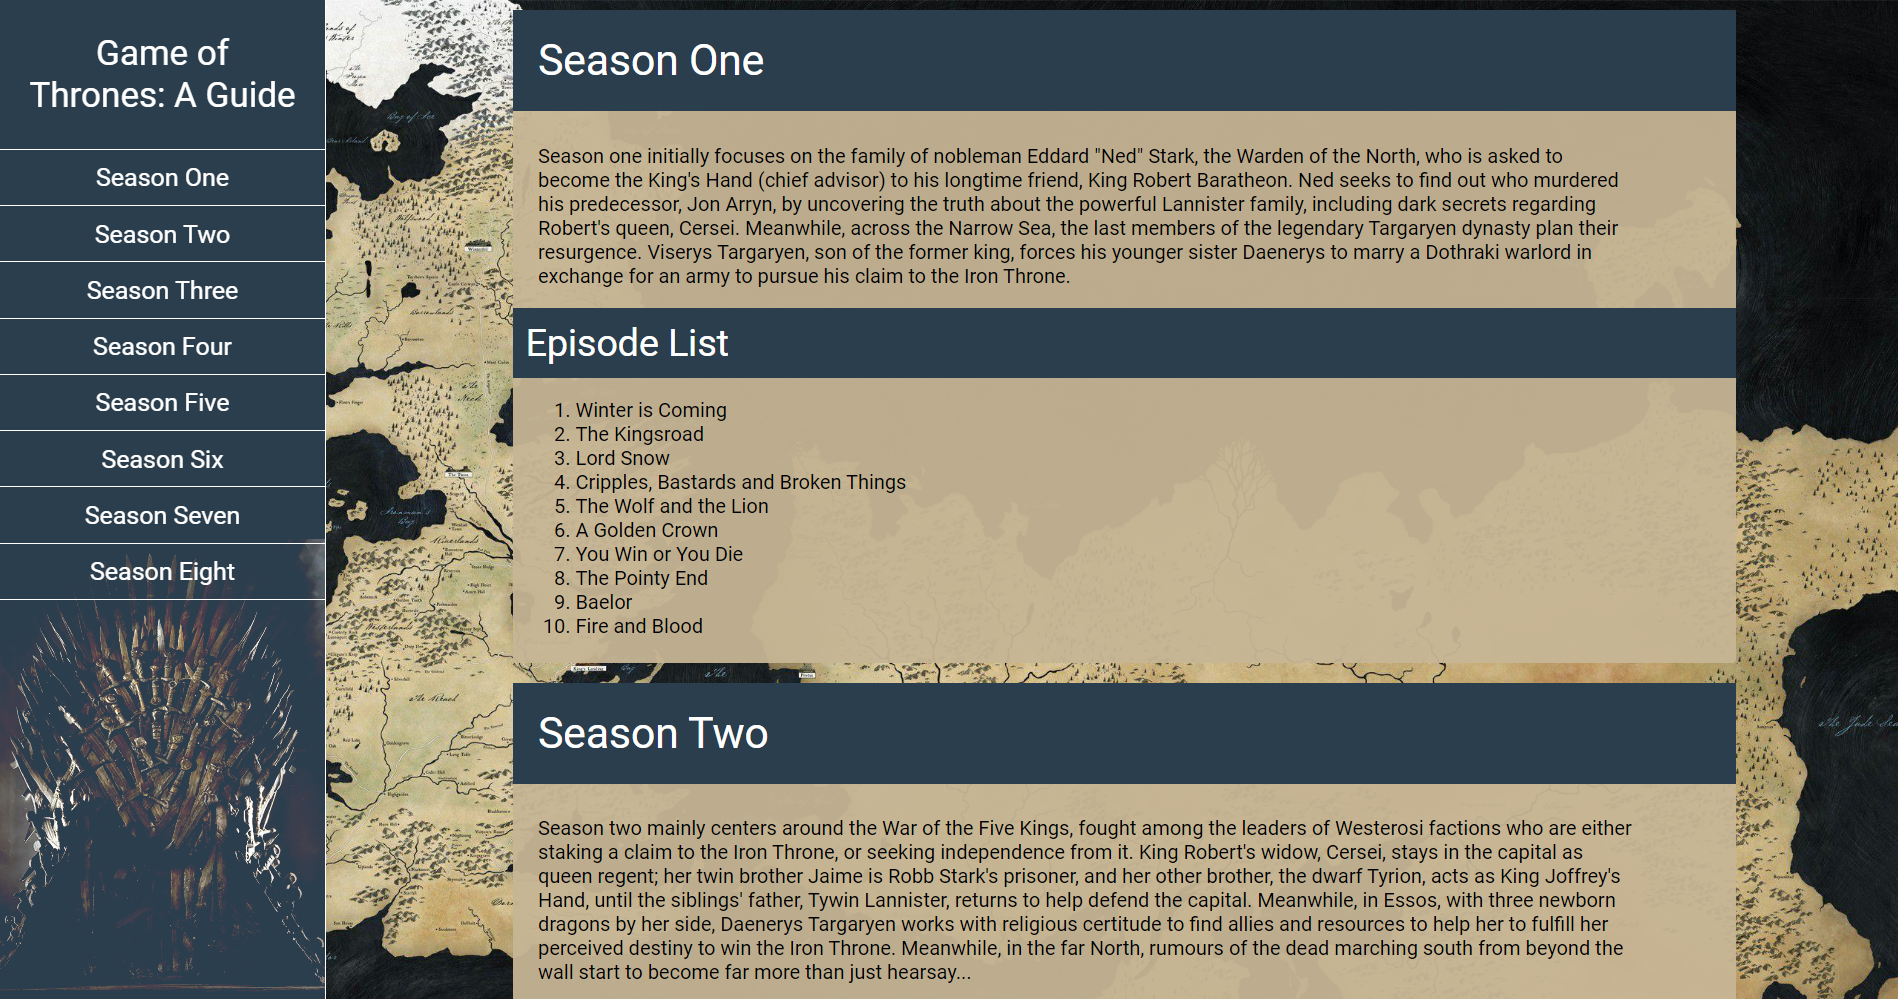 Game of
Thrones: A Guide
Season One
Season Two
Season Three
Season Four
Season Five
Season Six
Season Seven
Season Eight
Season One
Season one initially focuses on the family of nobleman Eddard "Ned" Stark, the Warden of the North, who is asked to
become the King's Hand (chief advisor) to his longtime friend, King Robert Baratheon. Ned seeks to find out who murdered
his predecessor, Jon Arryn, by uncovering the truth about the powerful Lannister family, including dark secrets regarding
Robert's queen, Cersei. Meanwhile, across the Narrow Sea, the last members of the legendary Targaryen dynasty plan their
resurgence. Viserys Targaryen, son of the former king, forces his younger sister Daenerys to marry a Dothraki warlord in
exchange for an army to pursue his claim to the Iron Throne.
Episode List
1. Winter is Coming
2. The Kingsroad
3. Lord Snow
4. Cripples, Bastards and Broken Things
5. The Wolf and the Lion
6. A Golden Crown
7. You Win or You Die
8. The Pointy End
9. Baelor
10. Fire and Blood
Season Two
Season two mainly centers around the War of the Five Kings, fought among the leaders of Westerosi factions who are either
staking a claim to the Iron Throne, or seeking independence from it. King Robert's widow, Cersei, stays in the capital as
queen regent; her twin brother Jaime is Robb Stark's prisoner, and her other brother, the dwarf Tyrion, acts as King Joffrey's
Hand, until the siblings' father, Tywin Lannister, returns to help defend the capital. Meanwhile, in Essos, with three newborn
dragons by her side, Daenerys Targaryen works with religious certitude to find allies and resources to help her to fulfill her
perceived destiny to win the Iron Throne. Meanwhile, in the far North, rumours of the dead marching south from beyond the
wall start to become far more than just hearsay...
Bay of Ice
Winterfell
Barrowlands
the Neck
The Twins
Riverlands
Westerlands
King's Landing
the Reach